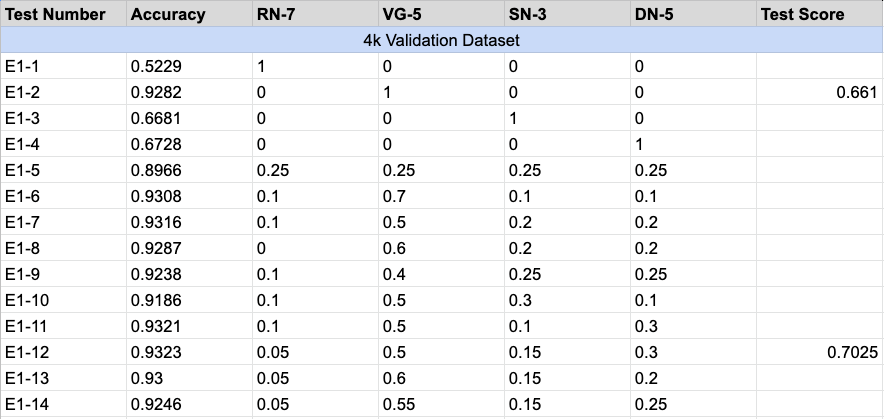 Test Number Accuracy RN-7 VG-5 SN-3 DN-5 Test Score
4k Validation Dataset
E1-1 0.5229 1 0 0 0
E1-2 0.9282 0 1 0 0 0.661
E1-3 0.6681 0 0 1 0
E1-4 0.6728 0 0 0 1
E1-5 0.8966 0.25 0.25 0.25 0.25
E1-6 0.9308 0.1 0.7 0.1 0.1
E1-7 0.9316 0.1 0.5 0.2 0.2
E1-8 0.9287 0 0.6 0.2 0.2
E1-9 0.9238 0.1 0.4 0.25 0.25
E1-10 0.9186 0.1 0.5 0.3 0.1
E1-11 0.9321 0.1 0.5 0.1 0.3
E1-12 0.9323 0.05 0.5 0.15 0.3 0.7025
E1-13 0.93 0.05 0.6 0.15 0.2
E1-14 0.9246 0.05 0.55 0.15 0.25